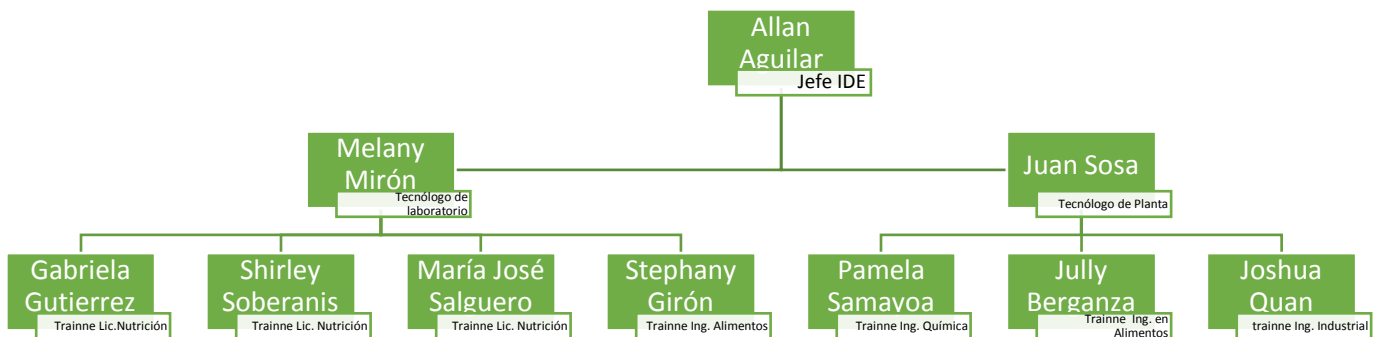 Allan
Aguilar
Jefe IDE
Melany
Mirón
Tecnólogo de
laboratorio
Juan Sosa
Tecnólogo de Planta
Gabriela
Gutierrez
Trainne Lic.Nutrición
Shirley
Soberanis
Trainne Lic. Nutrición
María José
Salguero
Trainne Lic. Nutrición
Stephany
Girón
Trainne Ing. Alimentos
Pamela
Samayoa
Trainne Ing. Química
Jully
Berganza
Trainne Ing. en
Alimentos
Joshua
Quan
trainne Ing. Industrial